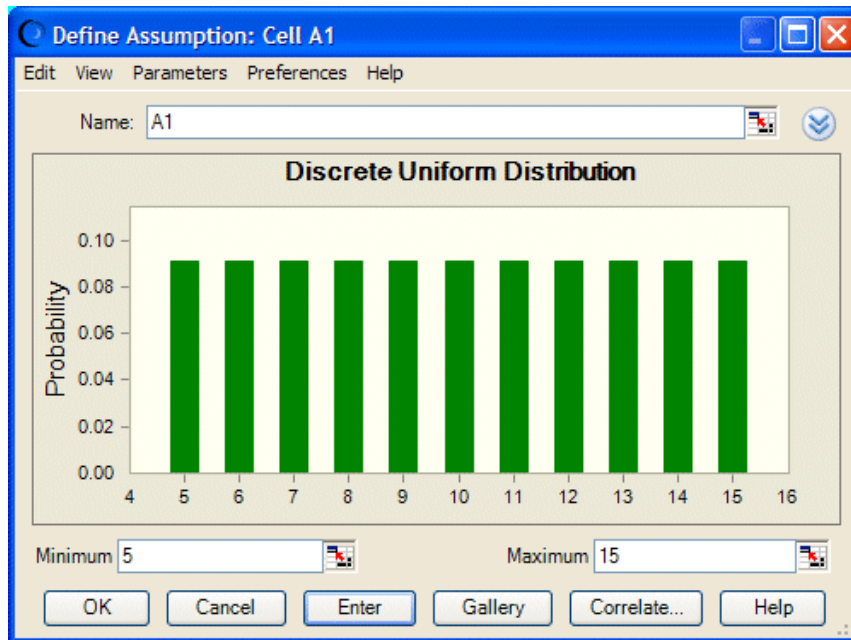 Define Assumption: Cell A1
Edit View Parameters Preferences Help
Name: A1
Discrete Uniform Distribution
Probability
0.10
0.08
0.06
0.04
0.02
0.00
4 5 6 7 8 9 10 11 12 13 14 15 16
Minimum 5 Maximum 15
OK Cancel Enter Gallery Correlate... Help